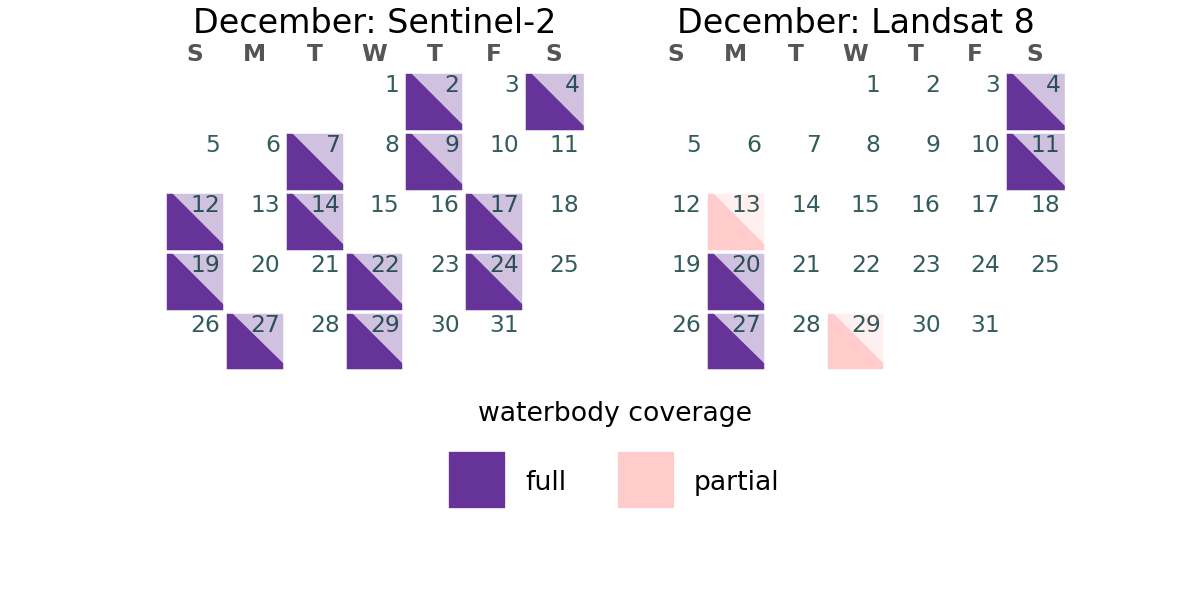 December: Sentinel-2
S M T W T F S
1 2 3 4
5 6 7 8 9 10 11
12 13 14 15 16 17 18
19 20 21 22 23 24 25
26 27 28 29 30 31
December: Landsat 8
S M T W T F S
1 2 3 4
5 6 7 8 9 10 11
12 13 14 15 16 17 18
19 20 21 22 23 24 25
26 27 28 29 30 31
waterbody coverage
full
partial